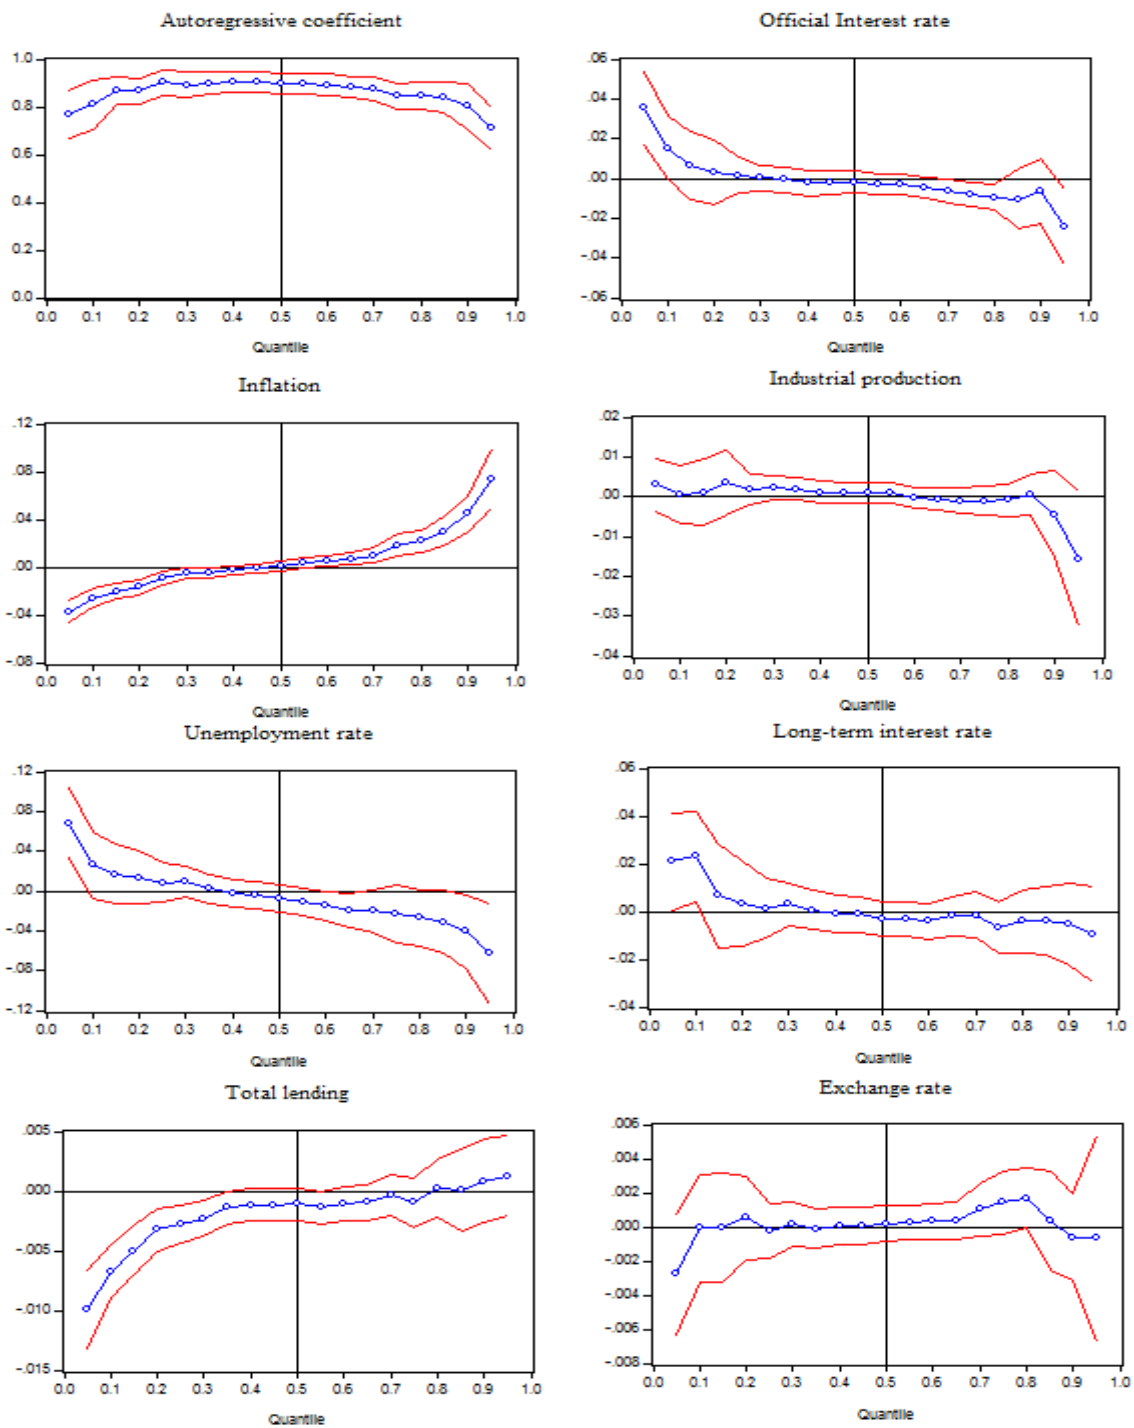 Autoregressive coefficient
1.0
0.8
0.6
0.4
0.2
0.0
0.0 0.1 0.2 0.3 0.4 0.5 0.6 0.7 0.8 0.9 1.0
Quantile
Official Interest rate
.06
.04
.02
.00
-.02
-.04
-.06
0.0 0.1 0.2 0.3 0.4 0.5 0.6 0.7 0.8 0.9 1.0
Quantile
Inflation
.12
.08
.04
.00
-.04
-.08
0.0 0.1 0.2 0.3 0.4 0.5 0.6 0.7 0.8 0.9 1.0
Quantile
Industrial production
.02
.01
.00
-.01
-.02
-.03
-.04
0.0 0.1 0.2 0.3 0.4 0.5 0.6 0.7 0.8 0.9 1.0
Quantile
Unemployment rate
.12
.08
.04
.00
-.04
-.08
-.12
0.0 0.1 0.2 0.3 0.4 0.5 0.6 0.7 0.8 0.9 1.0
Quantile
Long-term interest rate
.06
.04
.02
.00
-.02
-.04
0.0 0.1 0.2 0.3 0.4 0.5 0.6 0.7 0.8 0.9 1.0
Quantile
Total lending
.005
.000
-.005
-.010
-.015
0.0 0.1 0.2 0.3 0.4 0.5 0.6 0.7 0.8 0.9 1.0
Quantile
Exchange rate
.006
.004
.002
.000
-.002
-.004
-.006
-.008
0.0 0.1 0.2 0.3 0.4 0.5 0.6 0.7 0.8 0.9 1.0
Quantile